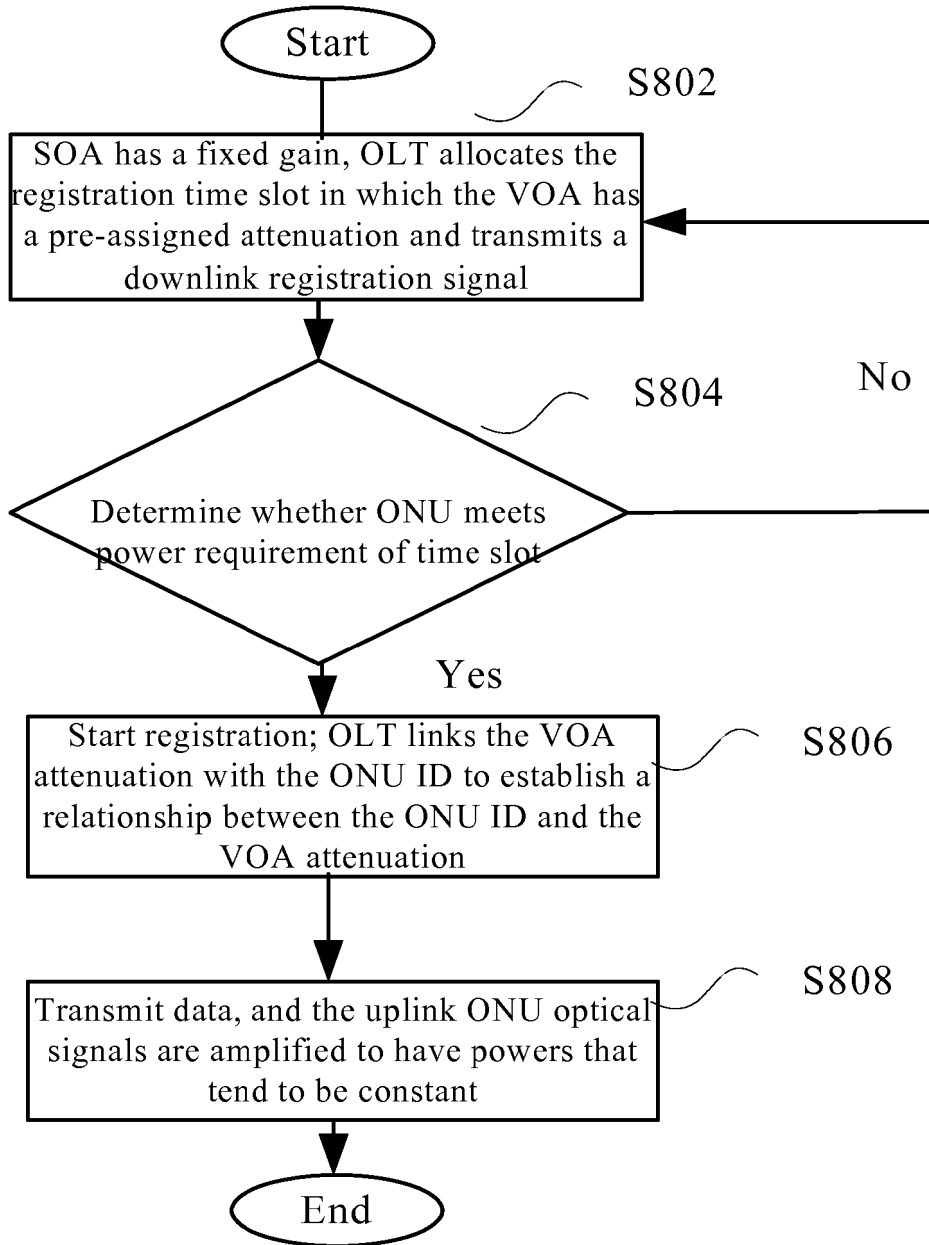 Start
S802
SOA has a fixed gain, OLT allocates the
registration time slot in which the VOA has
a pre-assigned attenuation and transmits a
downlink registration signal
No
S804
Determine whether ONU meets
power requirement of time slot
Yes
S806
Start registration; OLT links the VOA
attenuation with the ONU ID to establish a
relationship between the ONU ID and the
VOA attenuation
S808
Transmit data, and the uplink ONU optical
signals are amplified to have powers that
tend to be constant
End